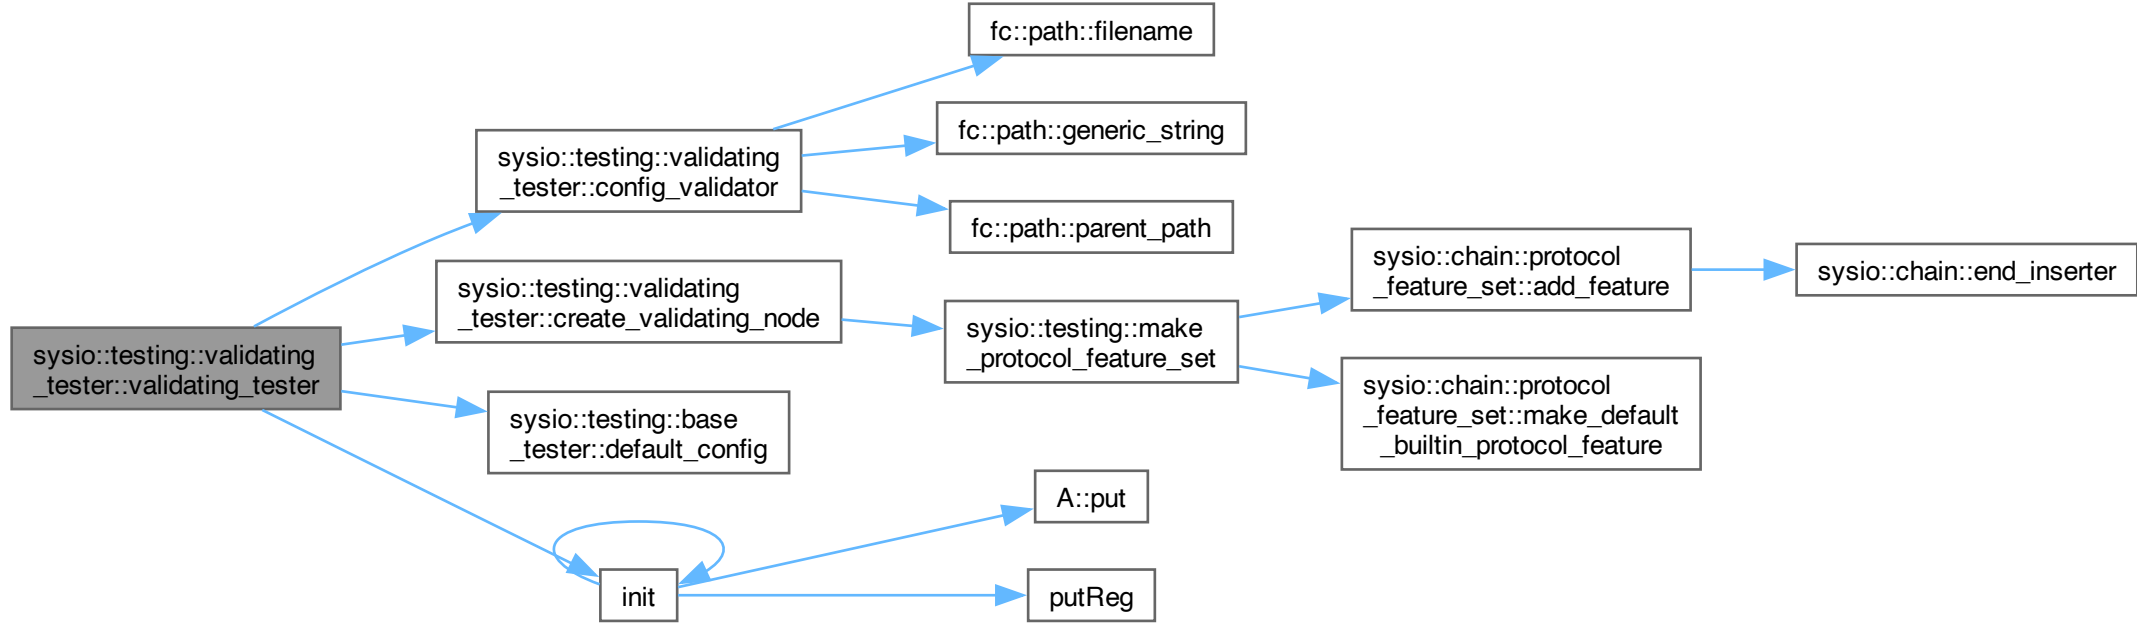 fc::path::filename
sysio::testing::validating
_tester::config_validator
fc::path::generic_string
fc::path::parent_path
sysio::testing::validating
_tester::validating_tester
sysio::testing::validating
_tester::create_validating_node
sysio::testing::make
_protocol_feature_set
sysio::chain::protocol
_feature_set::add_feature
sysio::chain::end_inserter
sysio::chain::protocol
_feature_set::make_default
_builtin_protocol_feature
sysio::testing::base
_tester::default_config
init
A::put
putReg